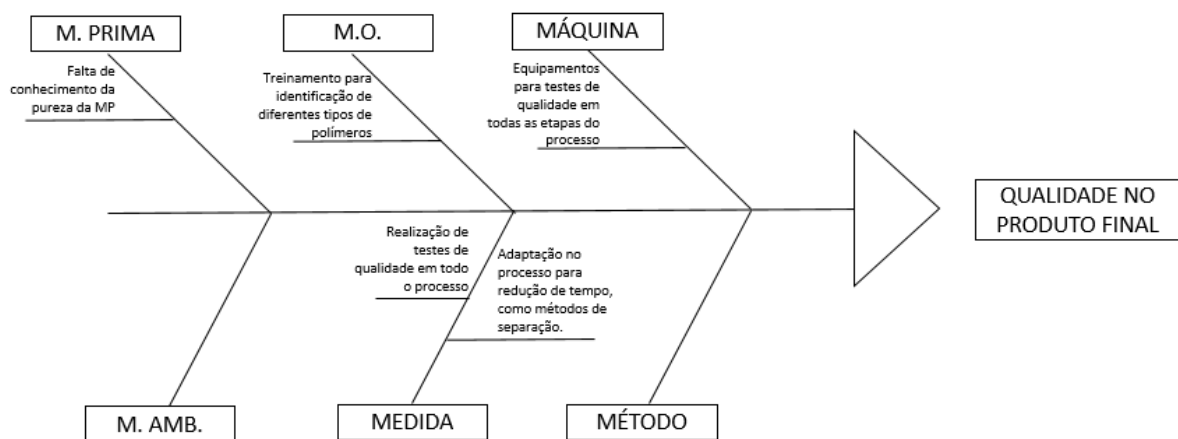 M. PRIMA
M.O.
MÁQUINA
Falta de
conhecimento da
pureza da MP
Treinamento para
identificação de
diferentes tipos de
polímeros
Equipamentos
para testes de
qualidade em
todas as etapas do
processo
QUALIDADE NO
PRODUTO FINAL
Realização de
testes de
qualidade em todo
o processo
Adaptação no
processo para
redução de tempo,
como métodos de
separação.
M. AMB.
MEDIDA
MÉTODO